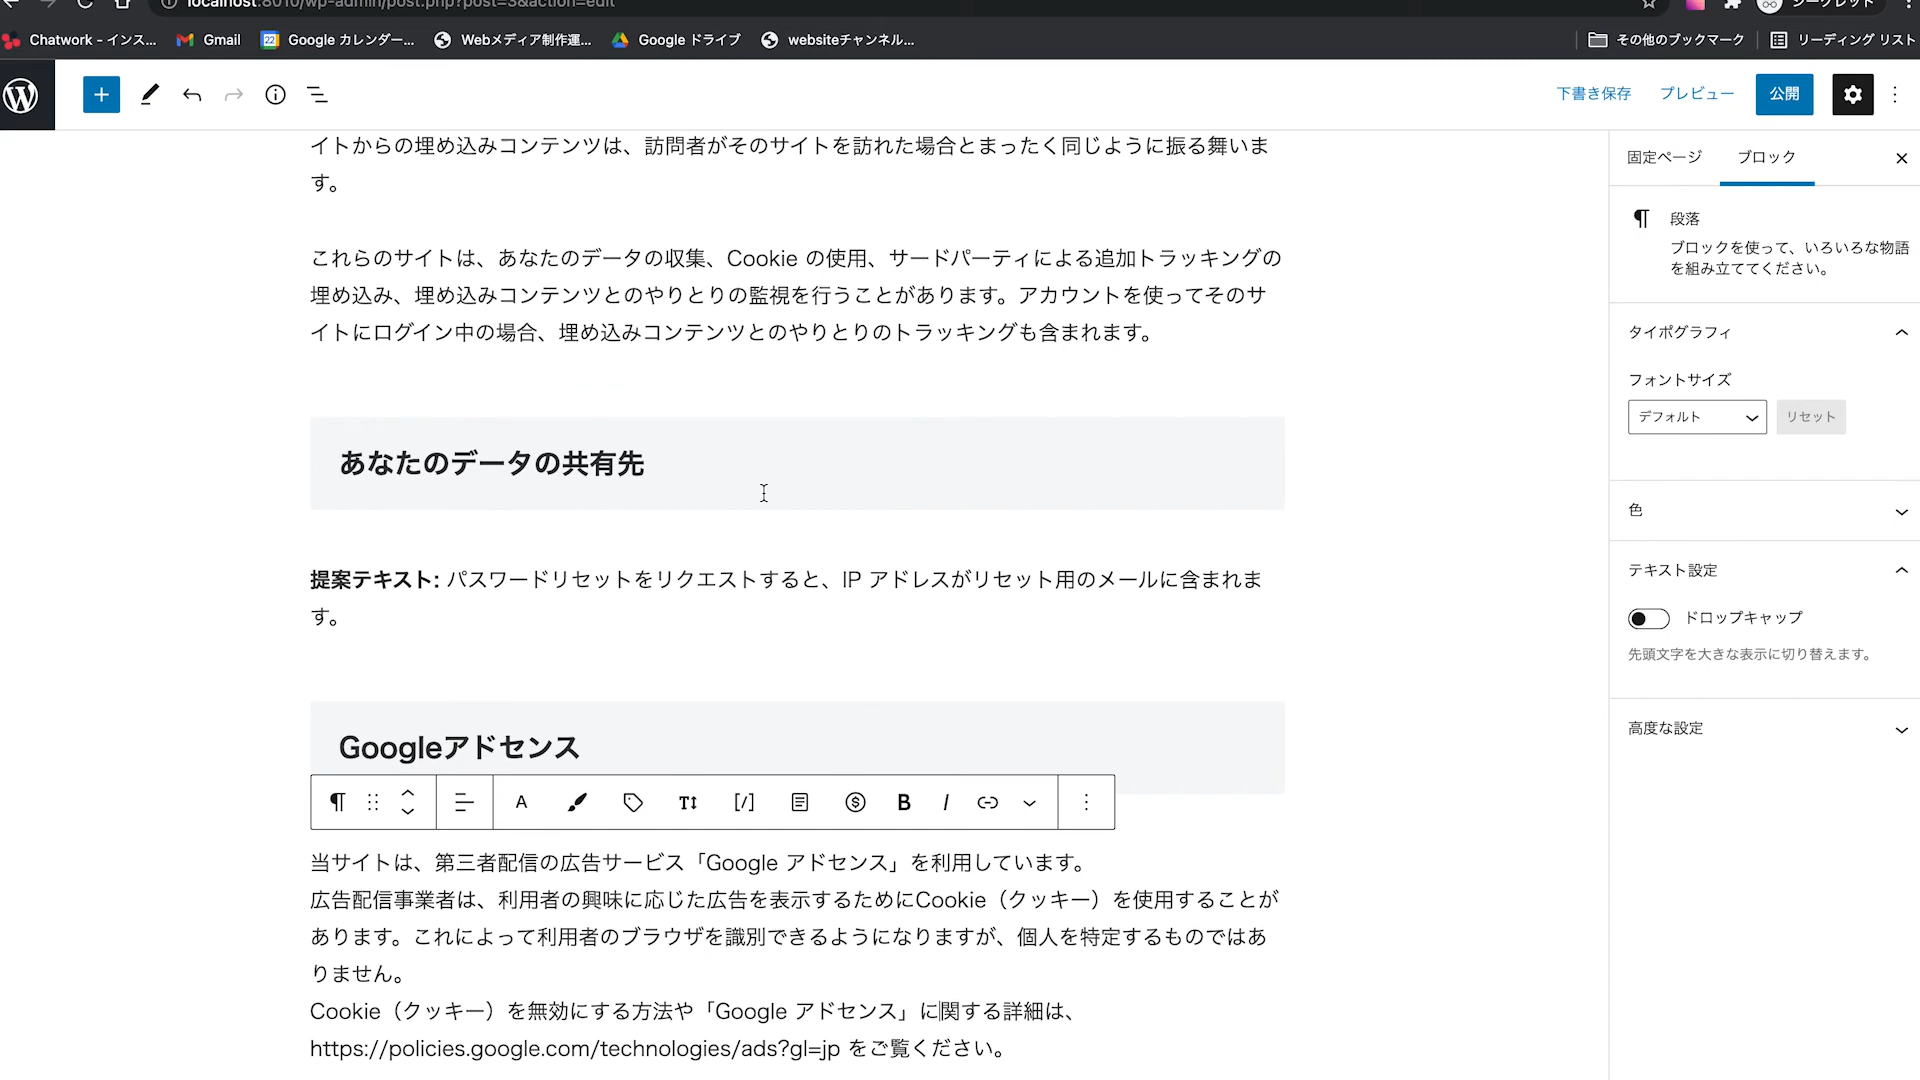 localhost:8010/wp-admin/post.php?post=3&action=edit
シークレット
Chatwork - インス...
Gmail
Google カレンダー...
Webメディア制作運...
Google ドライブ
websiteチャンネル...
その他のブックマーク
リーディング リスト
下書き保存
プレビュー
公開
イトからの埋め込みコンテンツは、訪問者がそのサイトを訪れた場合とまったく同じように振る舞いま
す。
これらのサイトは、あなたのデータの収集、Cookie の使用、サードパーティによる追加トラッキングの
埋め込み、埋め込みコンテンツとのやりとりの監視を行うことがあります。アカウントを使ってそのサ
イトにログイン中の場合、埋め込みコンテンツとのやりとりのトラッキングも含まれます。
あなたのデータの共有先
提案テキスト: パスワードリセットをリクエストすると、IP アドレスがリセット用のメールに含まれま
す。
Googleアドセンス
当サイトは、第三者配信の広告サービス「Google アドセンス」を利用しています。
広告配信事業者は、利用者の興味に応じた広告を表示するためにCookie（クッキー）を使用することが
あります。これによって利用者のブラウザを識別できるようになりますが、個人を特定するものではあ
りません。
Cookie（クッキー）を無効にする方法や「Google アドセンス」に関する詳細は、
https://policies.google.com/technologies/ads?gl=jp をご覧ください。
固定ページ
ブロック
段落
ブロックを使って、いろいろな物語
を組み立ててください。
タイポグラフィ
フォントサイズ
デフォルト
リセット
色
テキスト設定
ドロップキャップ
先頭文字を大きな表示に切り替えます。
高度な設定